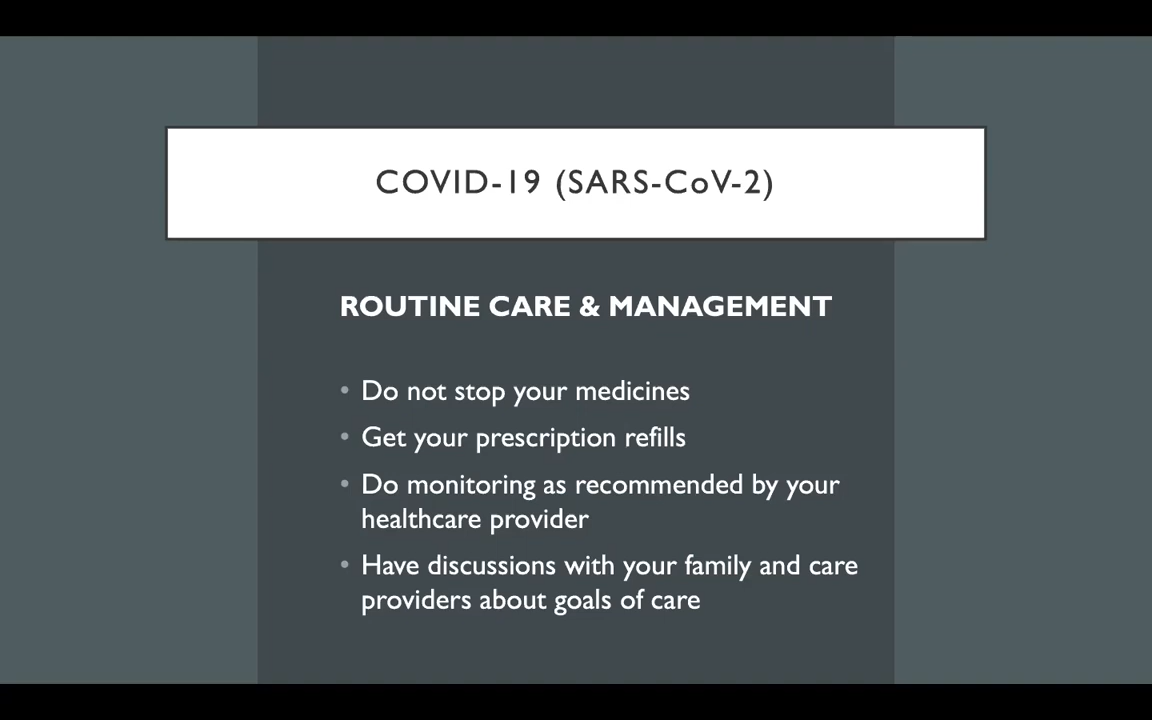 COVID-19 (SARS-CoV-2)
ROUTINE CARE & MANAGEMENT
• Do not stop your medicines
• Get your prescription refills
• Do monitoring as recommended by your
healthcare provider
• Have discussions with your family and care
providers about goals of care